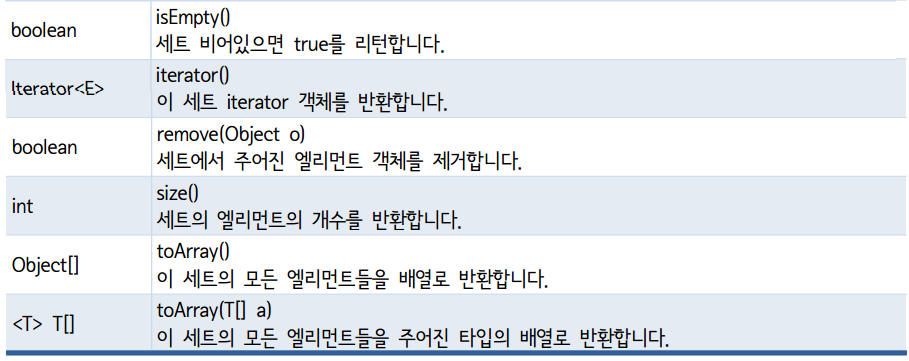 boolean
isEmpty()
세트 비어있으면 true를 리턴합니다.
Iterator<E>
iterator()
이 세트 iterator 객체를 반환합니다.
boolean
remove(Object o)
세트에서 주어진 엘리먼트 객체를 제거합니다.
int
size()
세트의 엘리먼트의 개수를 반환합니다.
Object[]
toArray()
이 세트의 모든 엘리먼트들을 배열로 반환합니다.
<T> T[]
toArray(T[] a)
이 세트의 모든 엘리먼트들을 주어진 타입의 배열로 반환합니다.